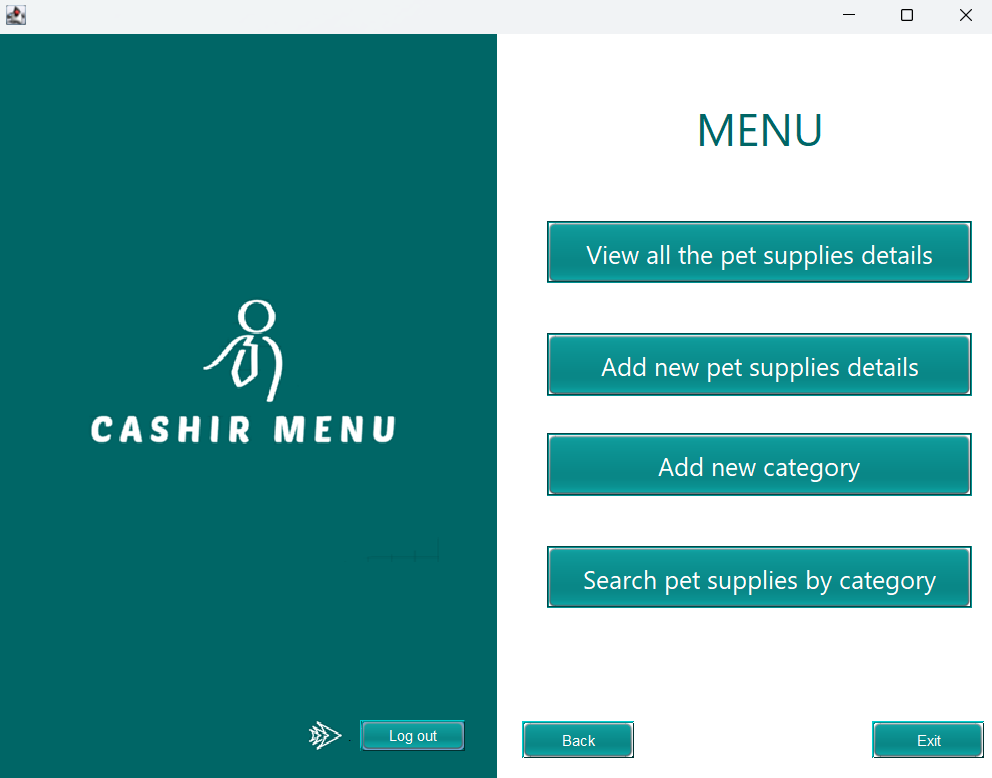 CASHIR MENU
Log out
MENU
View all the pet supplies details
Add new pet supplies details
Add new category
Search pet supplies by category
Back
Exit